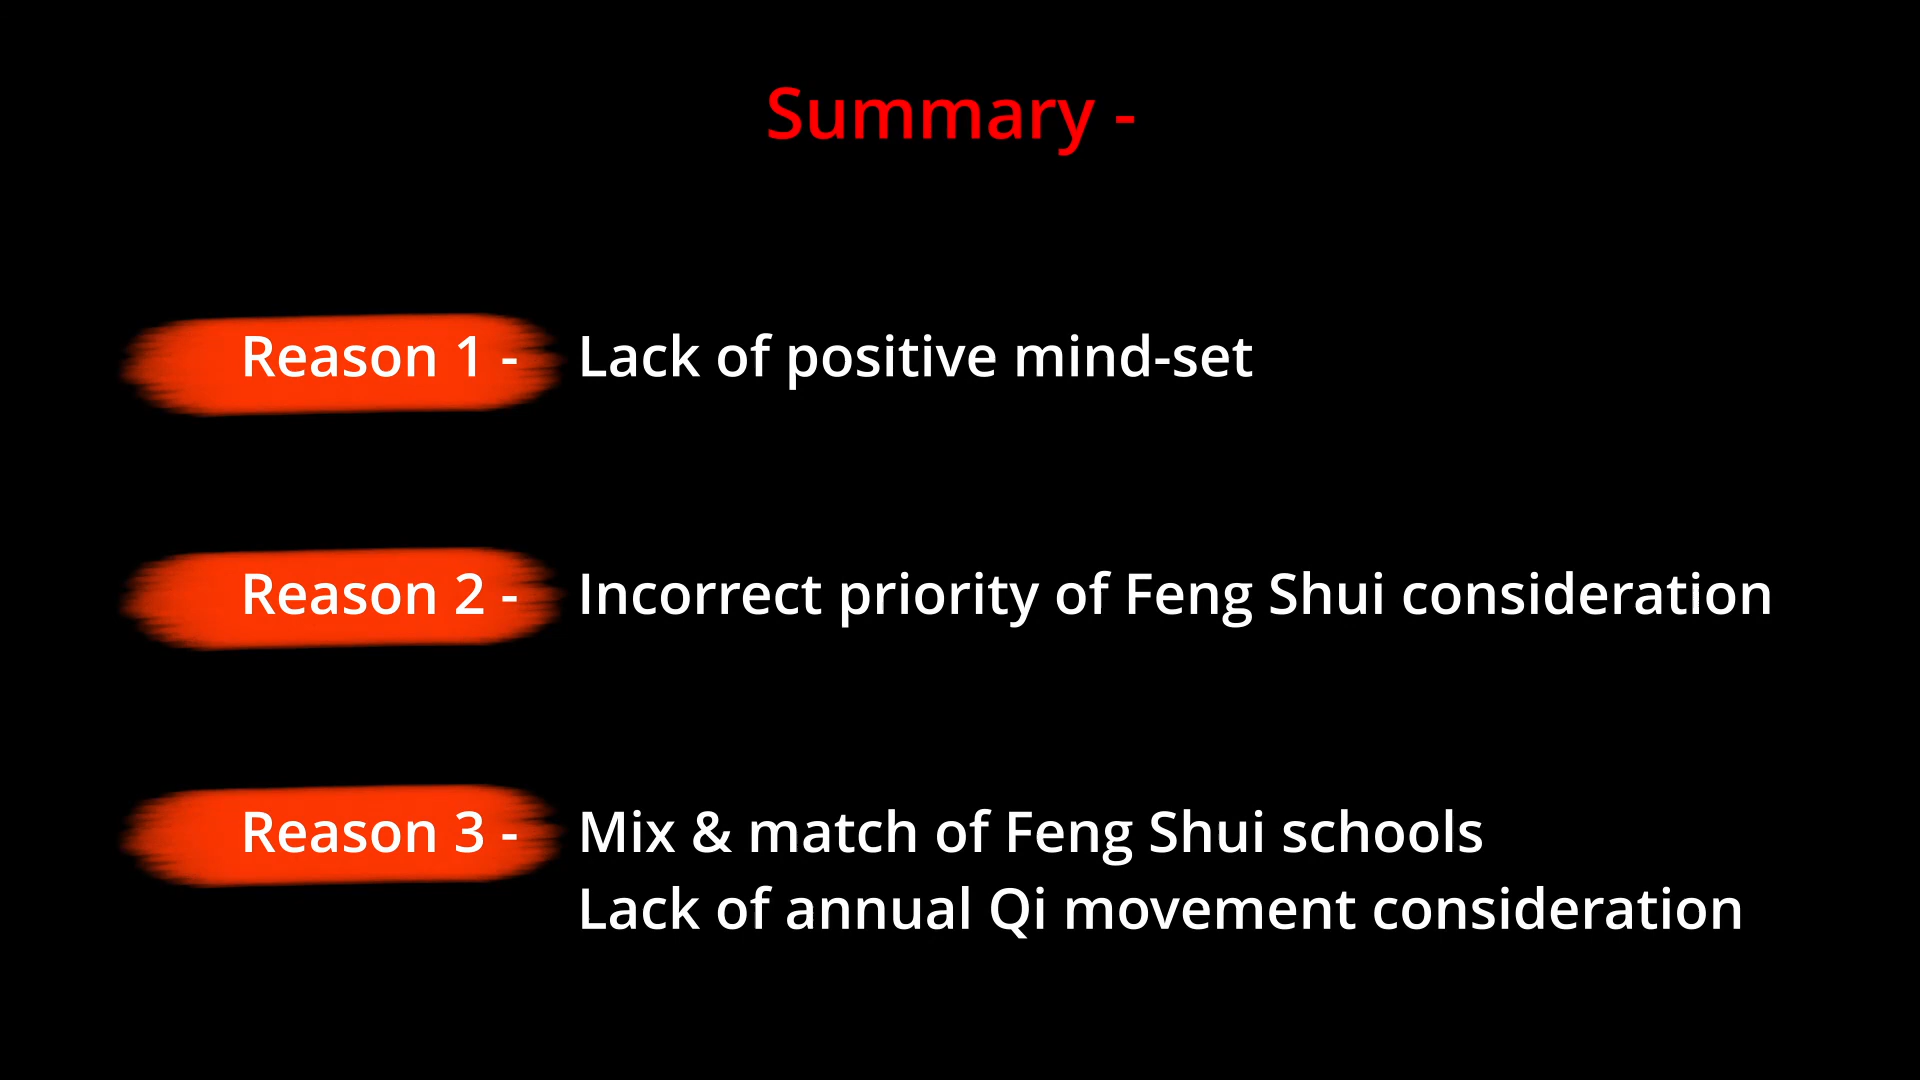 Summary -
Reason 1 - Lack of positive mind-set
Reason 2 - Incorrect priority of Feng Shui consideration
Reason 3 - Mix & match of Feng Shui schools
Lack of annual Qi movement consideration